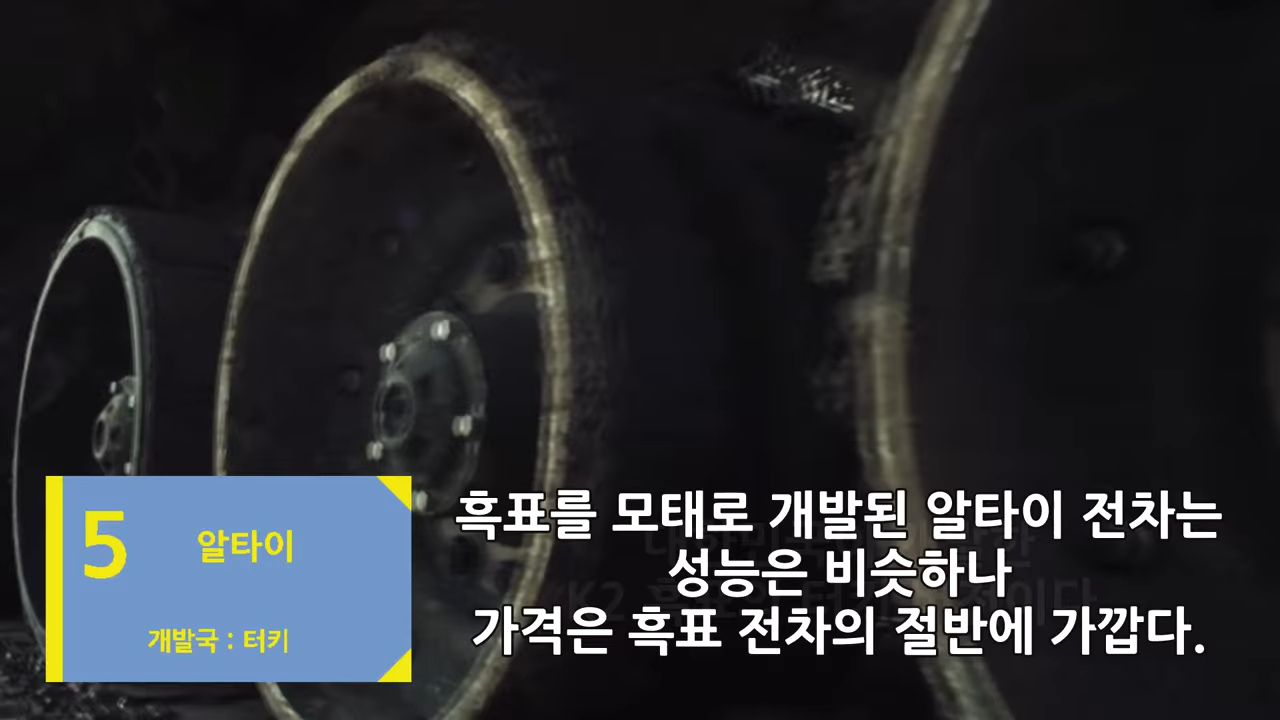 5
알타이
개발국 : 터키
흑표를 모태로 개발된 알타이 전차는
성능은 비슷하나
가격은 흑표 전차의 절반에 가깝다.